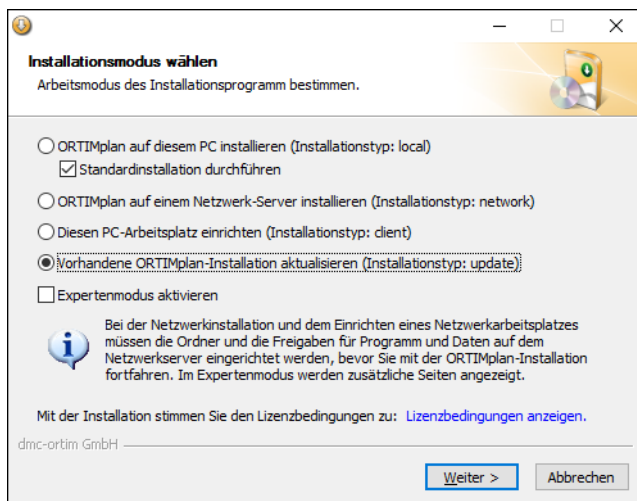 Installationsmodus wählen
Arbeitsmodus des Installationsprogramm bestimmen.
ORTIMplan auf diesem PC installieren (Installationstyp: local)
Standardinstallation durchführen
ORTIMplan auf einem Netzwerk-Server installieren (Installationstyp: network)
Diesen PC-Arbeitsplatz einrichten (Installationstyp: client)
Vorhandene ORTIMplan-Installation aktualisieren (Installationstyp: update)
Expertenmodus aktivieren
Bei der Netzwerkinstallation und dem Einrichten eines Netzwerkarbeitsplatzes
müssen die Ordner und die Freigaben für Programm und Daten auf dem
Netzwerkserver eingerichtet werden, bevor Sie mit der ORTIMplan-Installation
fortfahren. Im Expertenmodus werden zusätzliche Seiten angezeigt.
Mit der Installation stimmen Sie den Lizenzbedingungen zu: Lizenzbedingungen anzeigen.
dmc-ortim GmbH
Weiter > Abbrechen